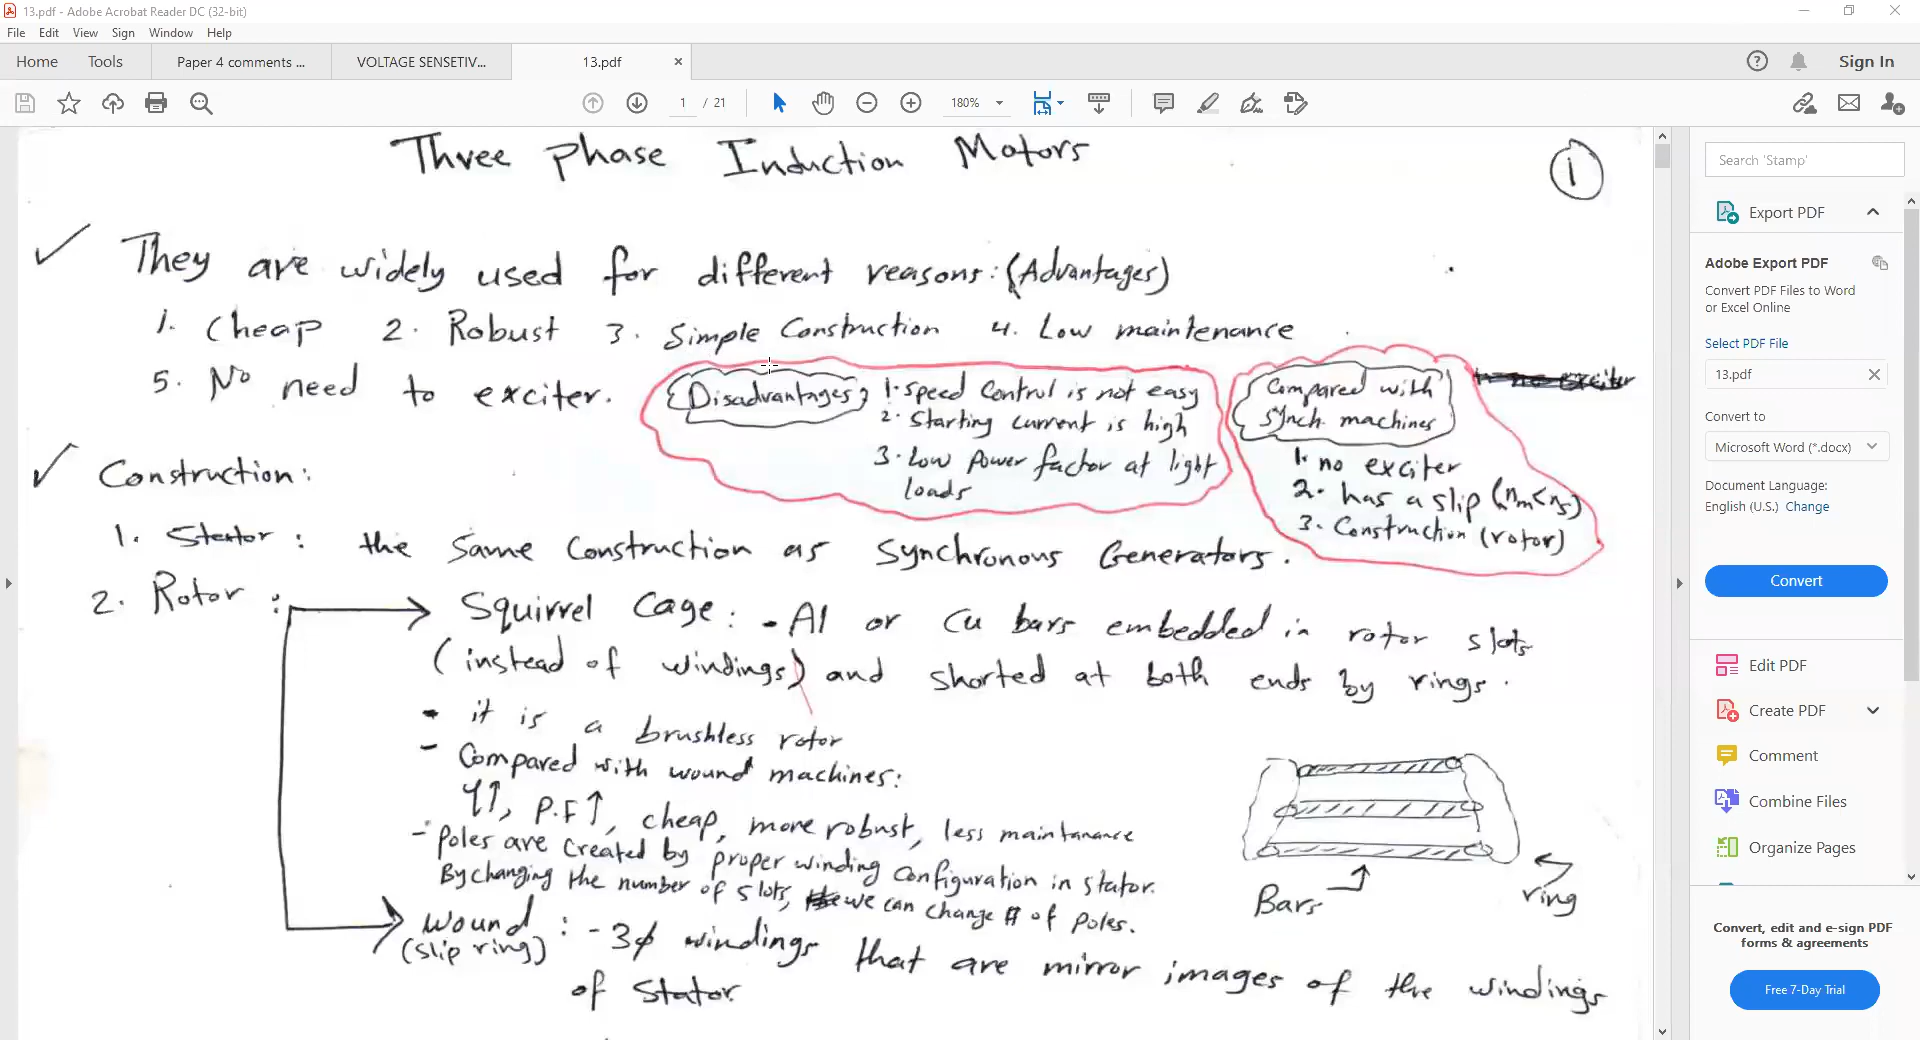 13.pdf - Adobe Acrobat Reader DC (32-bit)
File Edit View Sign Window Help
Home Tools Paper 4 comments ... VOLTAGE SENSETIV... 13.pdf × Sign In
1 / 21 180%
Three Phase Induction Motors
1
They are widely used for different reasons: (Advantages)
1. Cheap 2. Robust 3. Simple Construction 4. Low maintenance
5. No need to exciter.
Disadvantages
1. Speed Control is not easy
2. Starting current is high
3. Low power factor at light
loads
Compared with
synch. machines
1. no exciter
2. has a slip (nm<ns)
3. Construction (rotor)
Construction:
1. Stator: the same Construction as Synchronous Generators.
2. Rotor:
Squirrel Cage: - Al or Cu bars embedded in rotor slots
(instead of windings) and shorted at both ends by rings.
- it is a brushless rotor
- Compared with wound machines:
η↑, P.F↑, cheap, more robust, less maintanance
- Poles are created by proper winding configuration in stator.
By changing the number of slots, we can change # of poles.
Bars
ring
wound : - 3ϕ windings that are mirror images of the windings
(slip ring)
of stator
Search 'Stamp'
Export PDF
Adobe Export PDF
Convert PDF Files to Word
or Excel Online
Select PDF File
13.pdf
Convert to
Microsoft Word (*.docx)
Document Language:
English (U.S.) Change
Convert
Edit PDF
Create PDF
Comment
Combine Files
Organize Pages
Convert, edit and e-sign PDF
forms & agreements
Free 7-Day Trial